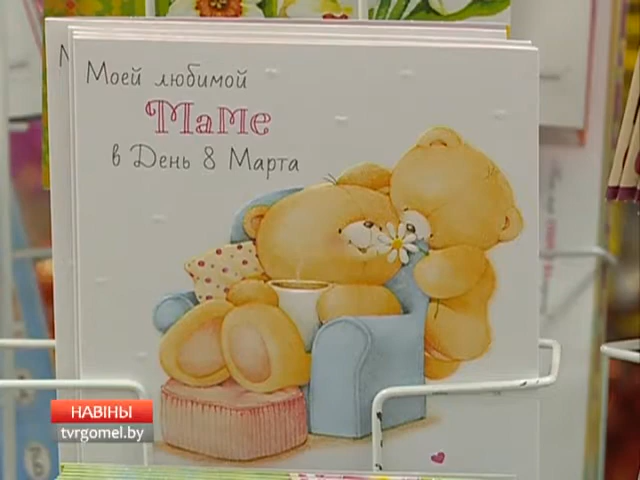 Моей любимой
Маме
в День 8 Марта
НАВІНЫ
tvrgomel.by